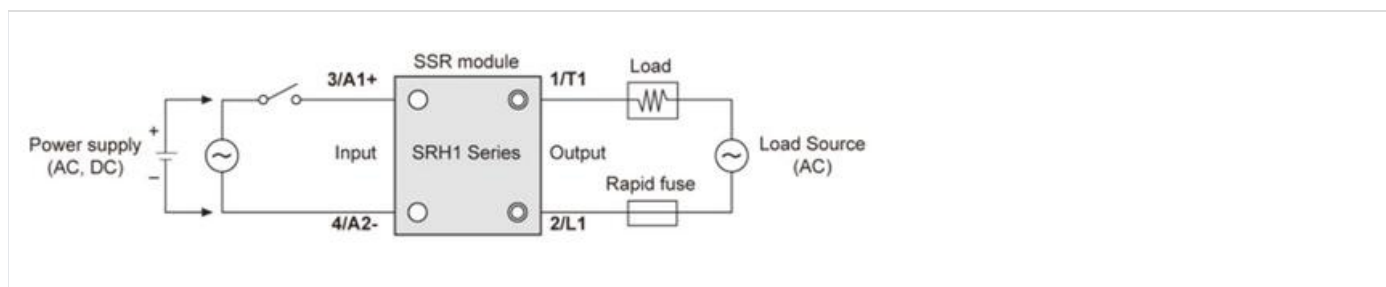 SSR module
3/A1+
1/T1
Load
+
Power supply
(AC, DC)
−
Input
SRH1 Series
Output
Load Source
(AC)
Rapid fuse
4/A2-
2/L1